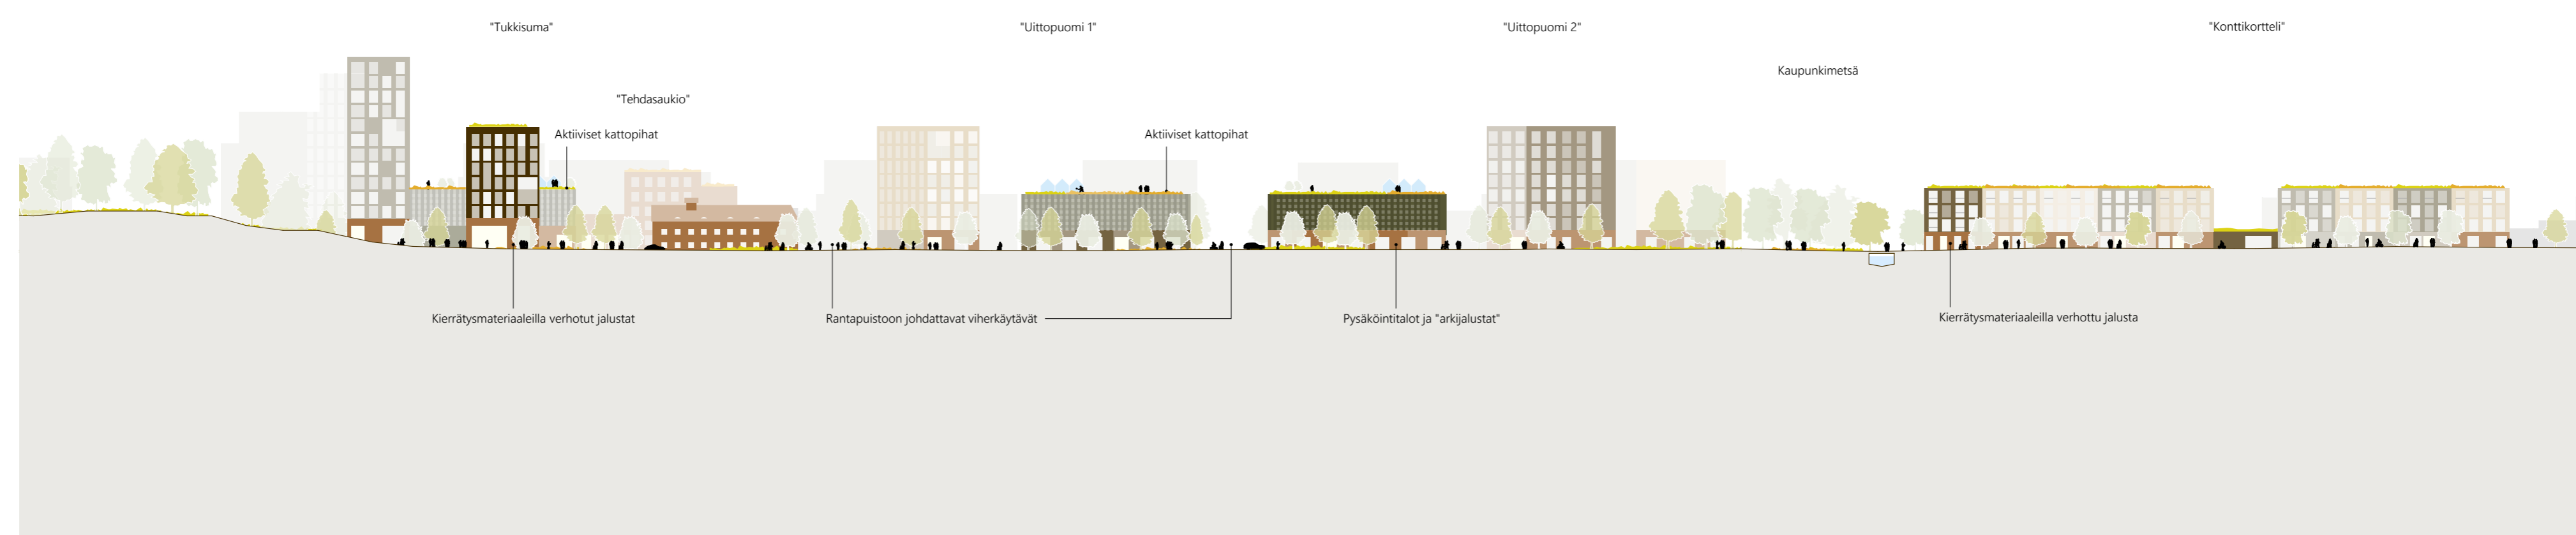 "Tukkisuma"
"Uittopuomi 1"
"Uittopuomi 2"
"Konttikortteli"
Kaupunkimetsä
"Tehdasaukio"
Aktiiviset kattopihat
Aktiiviset kattopihat
Kierrätysmateriaaleilla verhotut jalustat
Rantapuistoon johdattavat viherkäytävät
Pysäköintitalot ja "arkijalustat"
Kierrätysmateriaaleilla verhottu jalusta